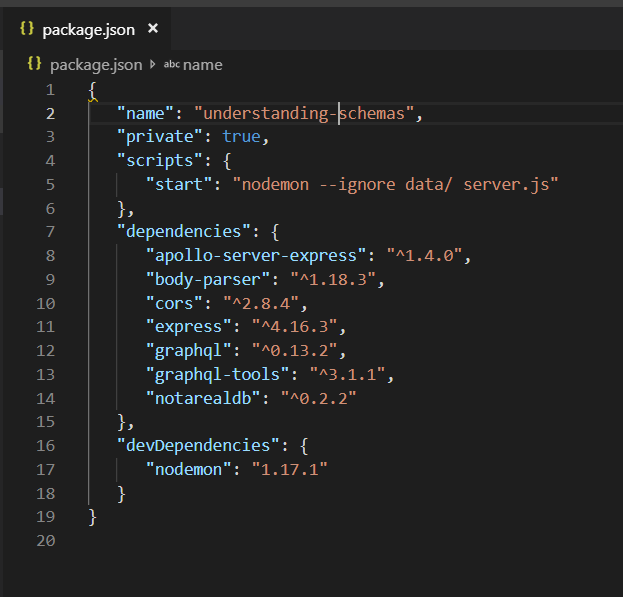 {} package.json ×
{} package.json > abc name
1 {
2 "name": "understanding-schemas",
3 "private": true,
4 "scripts": {
5 "start": "nodemon --ignore data/ server.js"
6 },
7 "dependencies": {
8 "apollo-server-express": "^1.4.0",
9 "body-parser": "^1.18.3",
10 "cors": "^2.8.4",
11 "express": "^4.16.3",
12 "graphql": "^0.13.2",
13 "graphql-tools": "^3.1.1",
14 "notarealdb": "^0.2.2"
15 },
16 "devDependencies": {
17 "nodemon": "1.17.1"
18 }
19 }
20